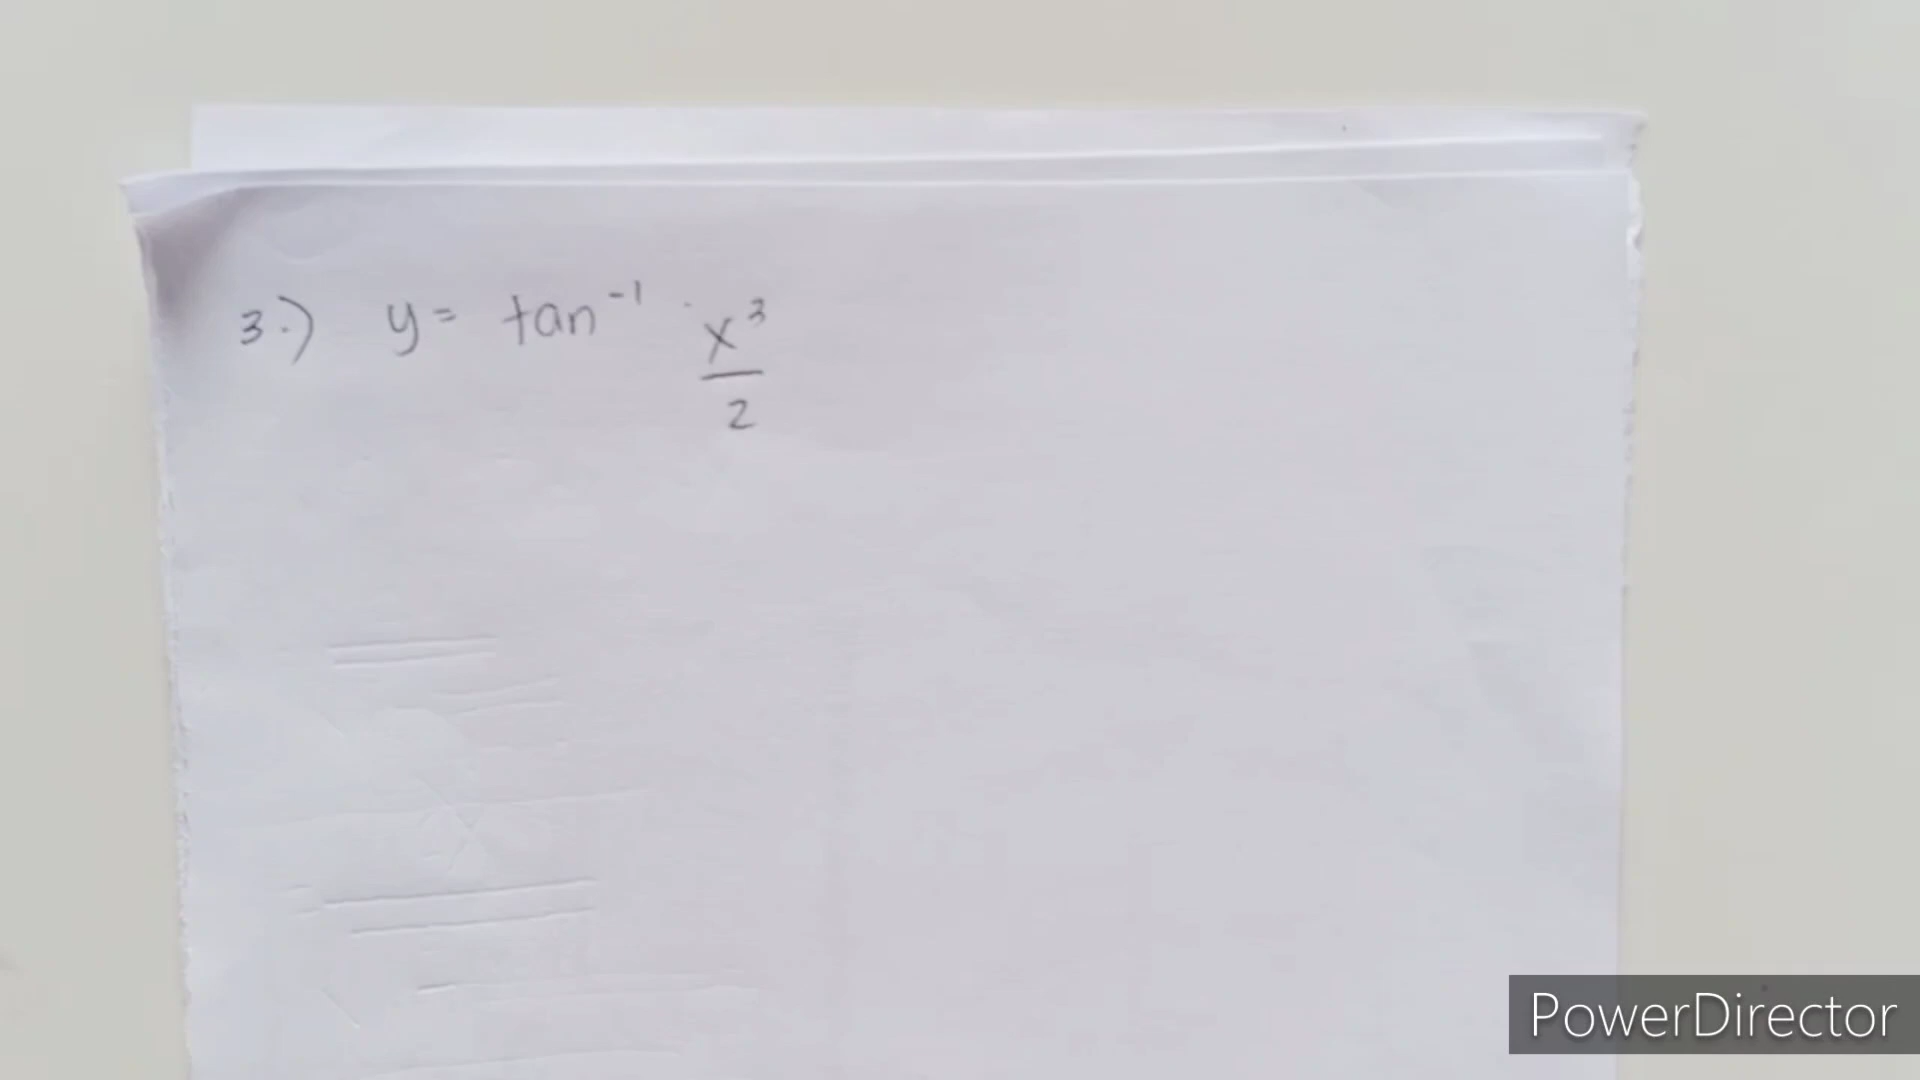 3.) y = tan⁻¹ x³/2
PowerDirector